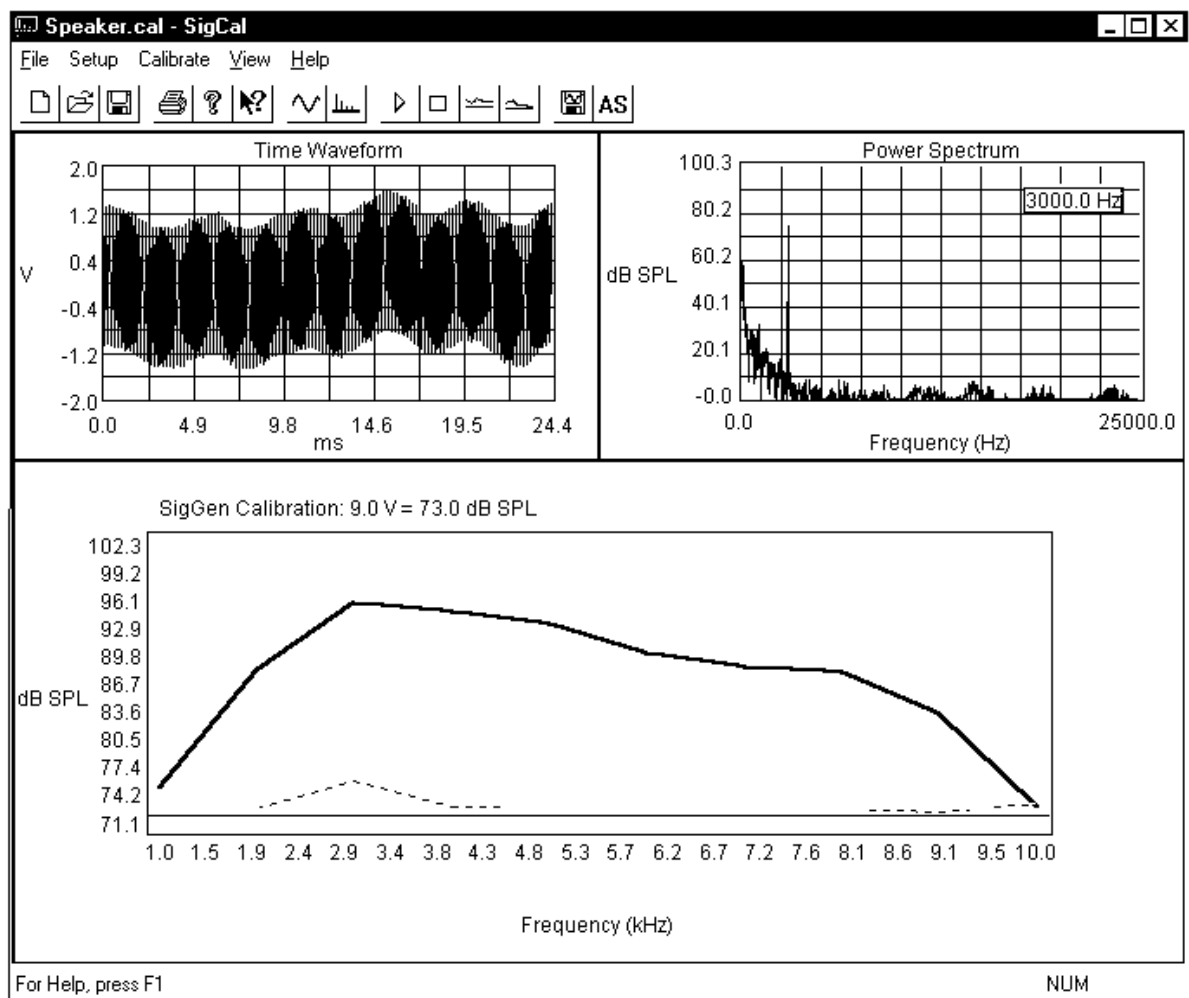 Speaker.cal - SigCal
File Setup Calibrate View Help
AS
Time Waveform
2.0
1.2
0.4
V
-0.4
-1.2
-2.0
0.0 4.9 9.8 14.6 19.5 24.4
ms
Power Spectrum
100.3
3000.0 Hz
80.2
60.2
dB SPL
40.1
20.1
-0.0
0.0 25000.0
Frequency (Hz)
SigGen Calibration: 9.0 V = 73.0 dB SPL
102.3
99.2
96.1
92.9
89.8
86.7
dB SPL
83.6
80.5
77.4
74.2
71.1
1.0 1.5 1.9 2.4 2.9 3.4 3.8 4.3 4.8 5.3 5.7 6.2 6.7 7.2 7.6 8.1 8.6 9.1 9.5 10.0
Frequency (kHz)
For Help, press F1 NUM